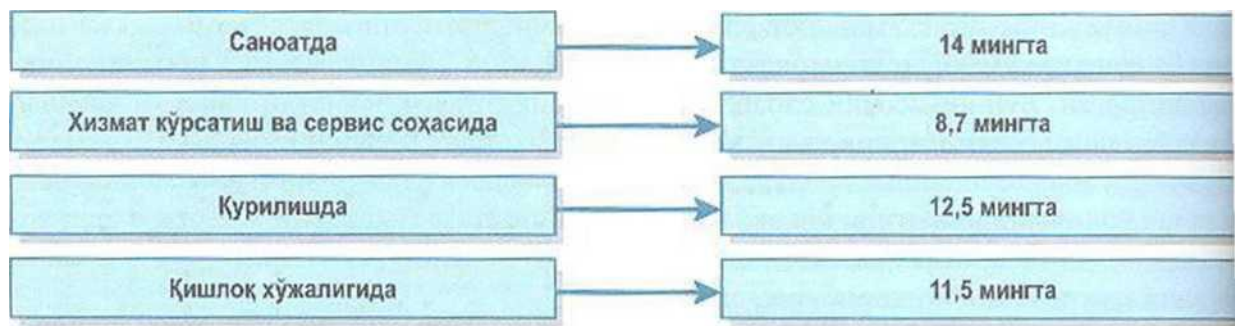 Саноатда
14 мингта
Хизмат кўрсатиш ва сервис соҳасида
8,7 мингта
Қурилишда
12,5 мингта
Қишлоқ хўжалигида
11,5 мингта